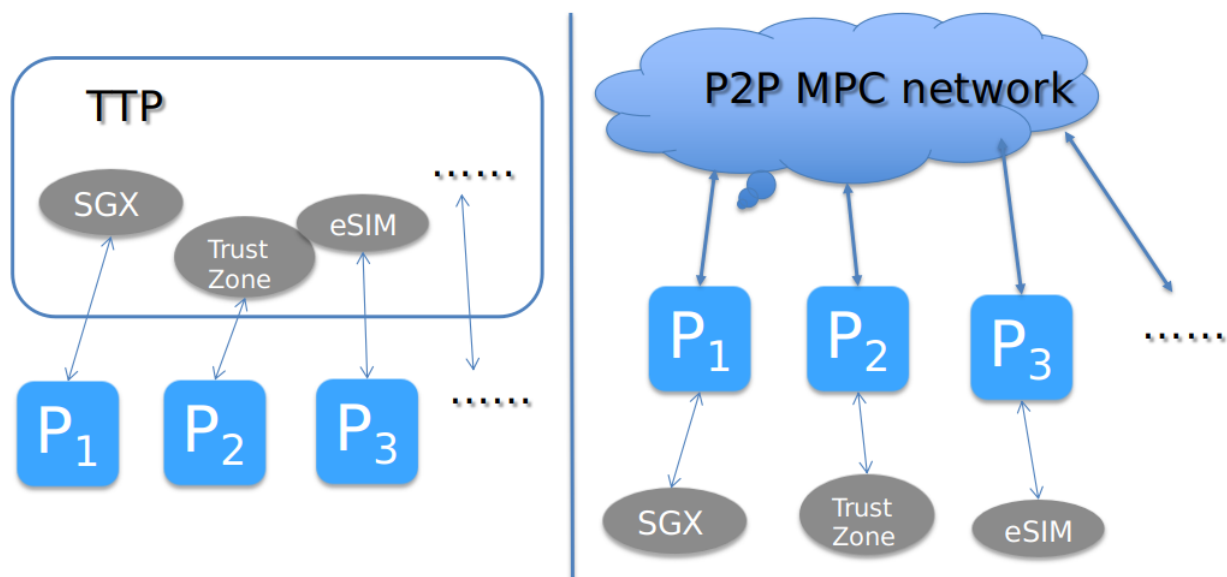 TTP
SGX
Trust
Zone
eSIM
......
P1
P2
P3
......
P2P MPC network
P1
P2
P3
......
SGX
Trust
Zone
eSIM